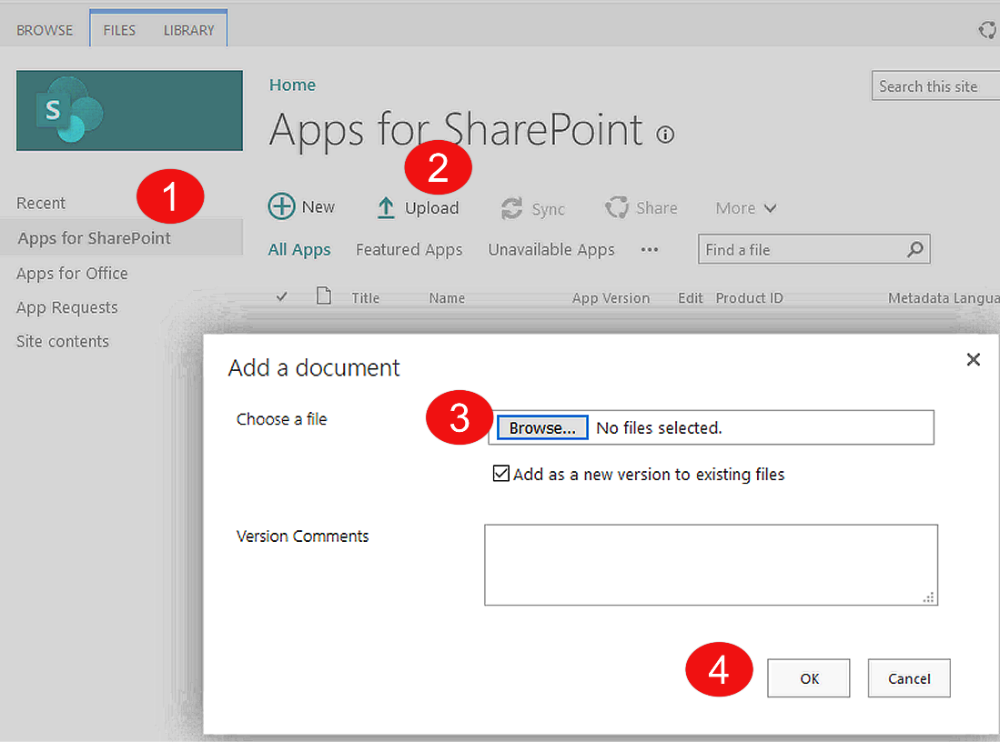 BROWSE FILES LIBRARY
S
Home
Search this site
Apps for SharePoint
1
2
Recent
New Upload Sync Share More
Apps for SharePoint
All Apps Featured Apps Unavailable Apps ••• Find a file
Apps for Office
Title Name App Version Edit Product ID Metadata Langua
App Requests
Site contents
Add a document
Choose a file
3
Browse... No files selected.
Add as a new version to existing files
Version Comments
4
OK Cancel